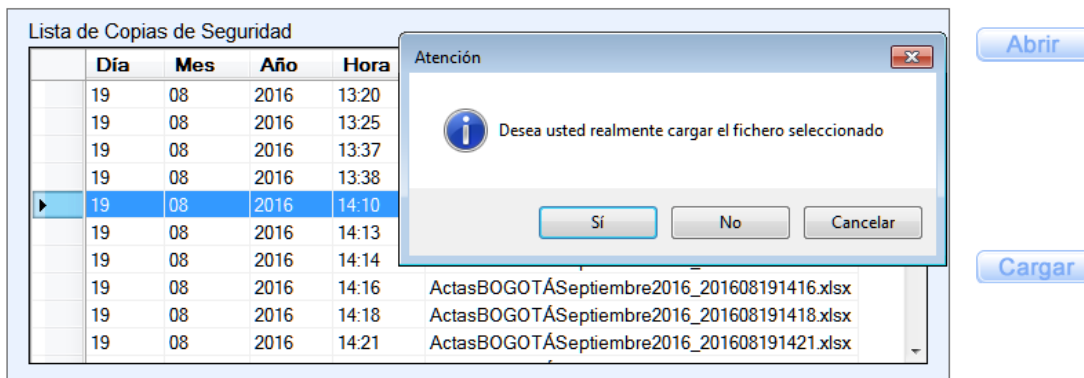 Lista de Copias de Seguridad
Día Mes Año Hora
19 08 2016 13:20
19 08 2016 13:25
19 08 2016 13:37
19 08 2016 13:38
19 08 2016 14:10
19 08 2016 14:13
19 08 2016 14:14
19 08 2016 14:16 ActasBOGOTÁSeptiembre2016_201608191416.xlsx
19 08 2016 14:18 ActasBOGOTÁSeptiembre2016_201608191418.xlsx
19 08 2016 14:21 ActasBOGOTÁSeptiembre2016_201608191421.xlsx
Atención
Desea usted realmente cargar el fichero seleccionado
Sí No Cancelar
Abrir
Cargar